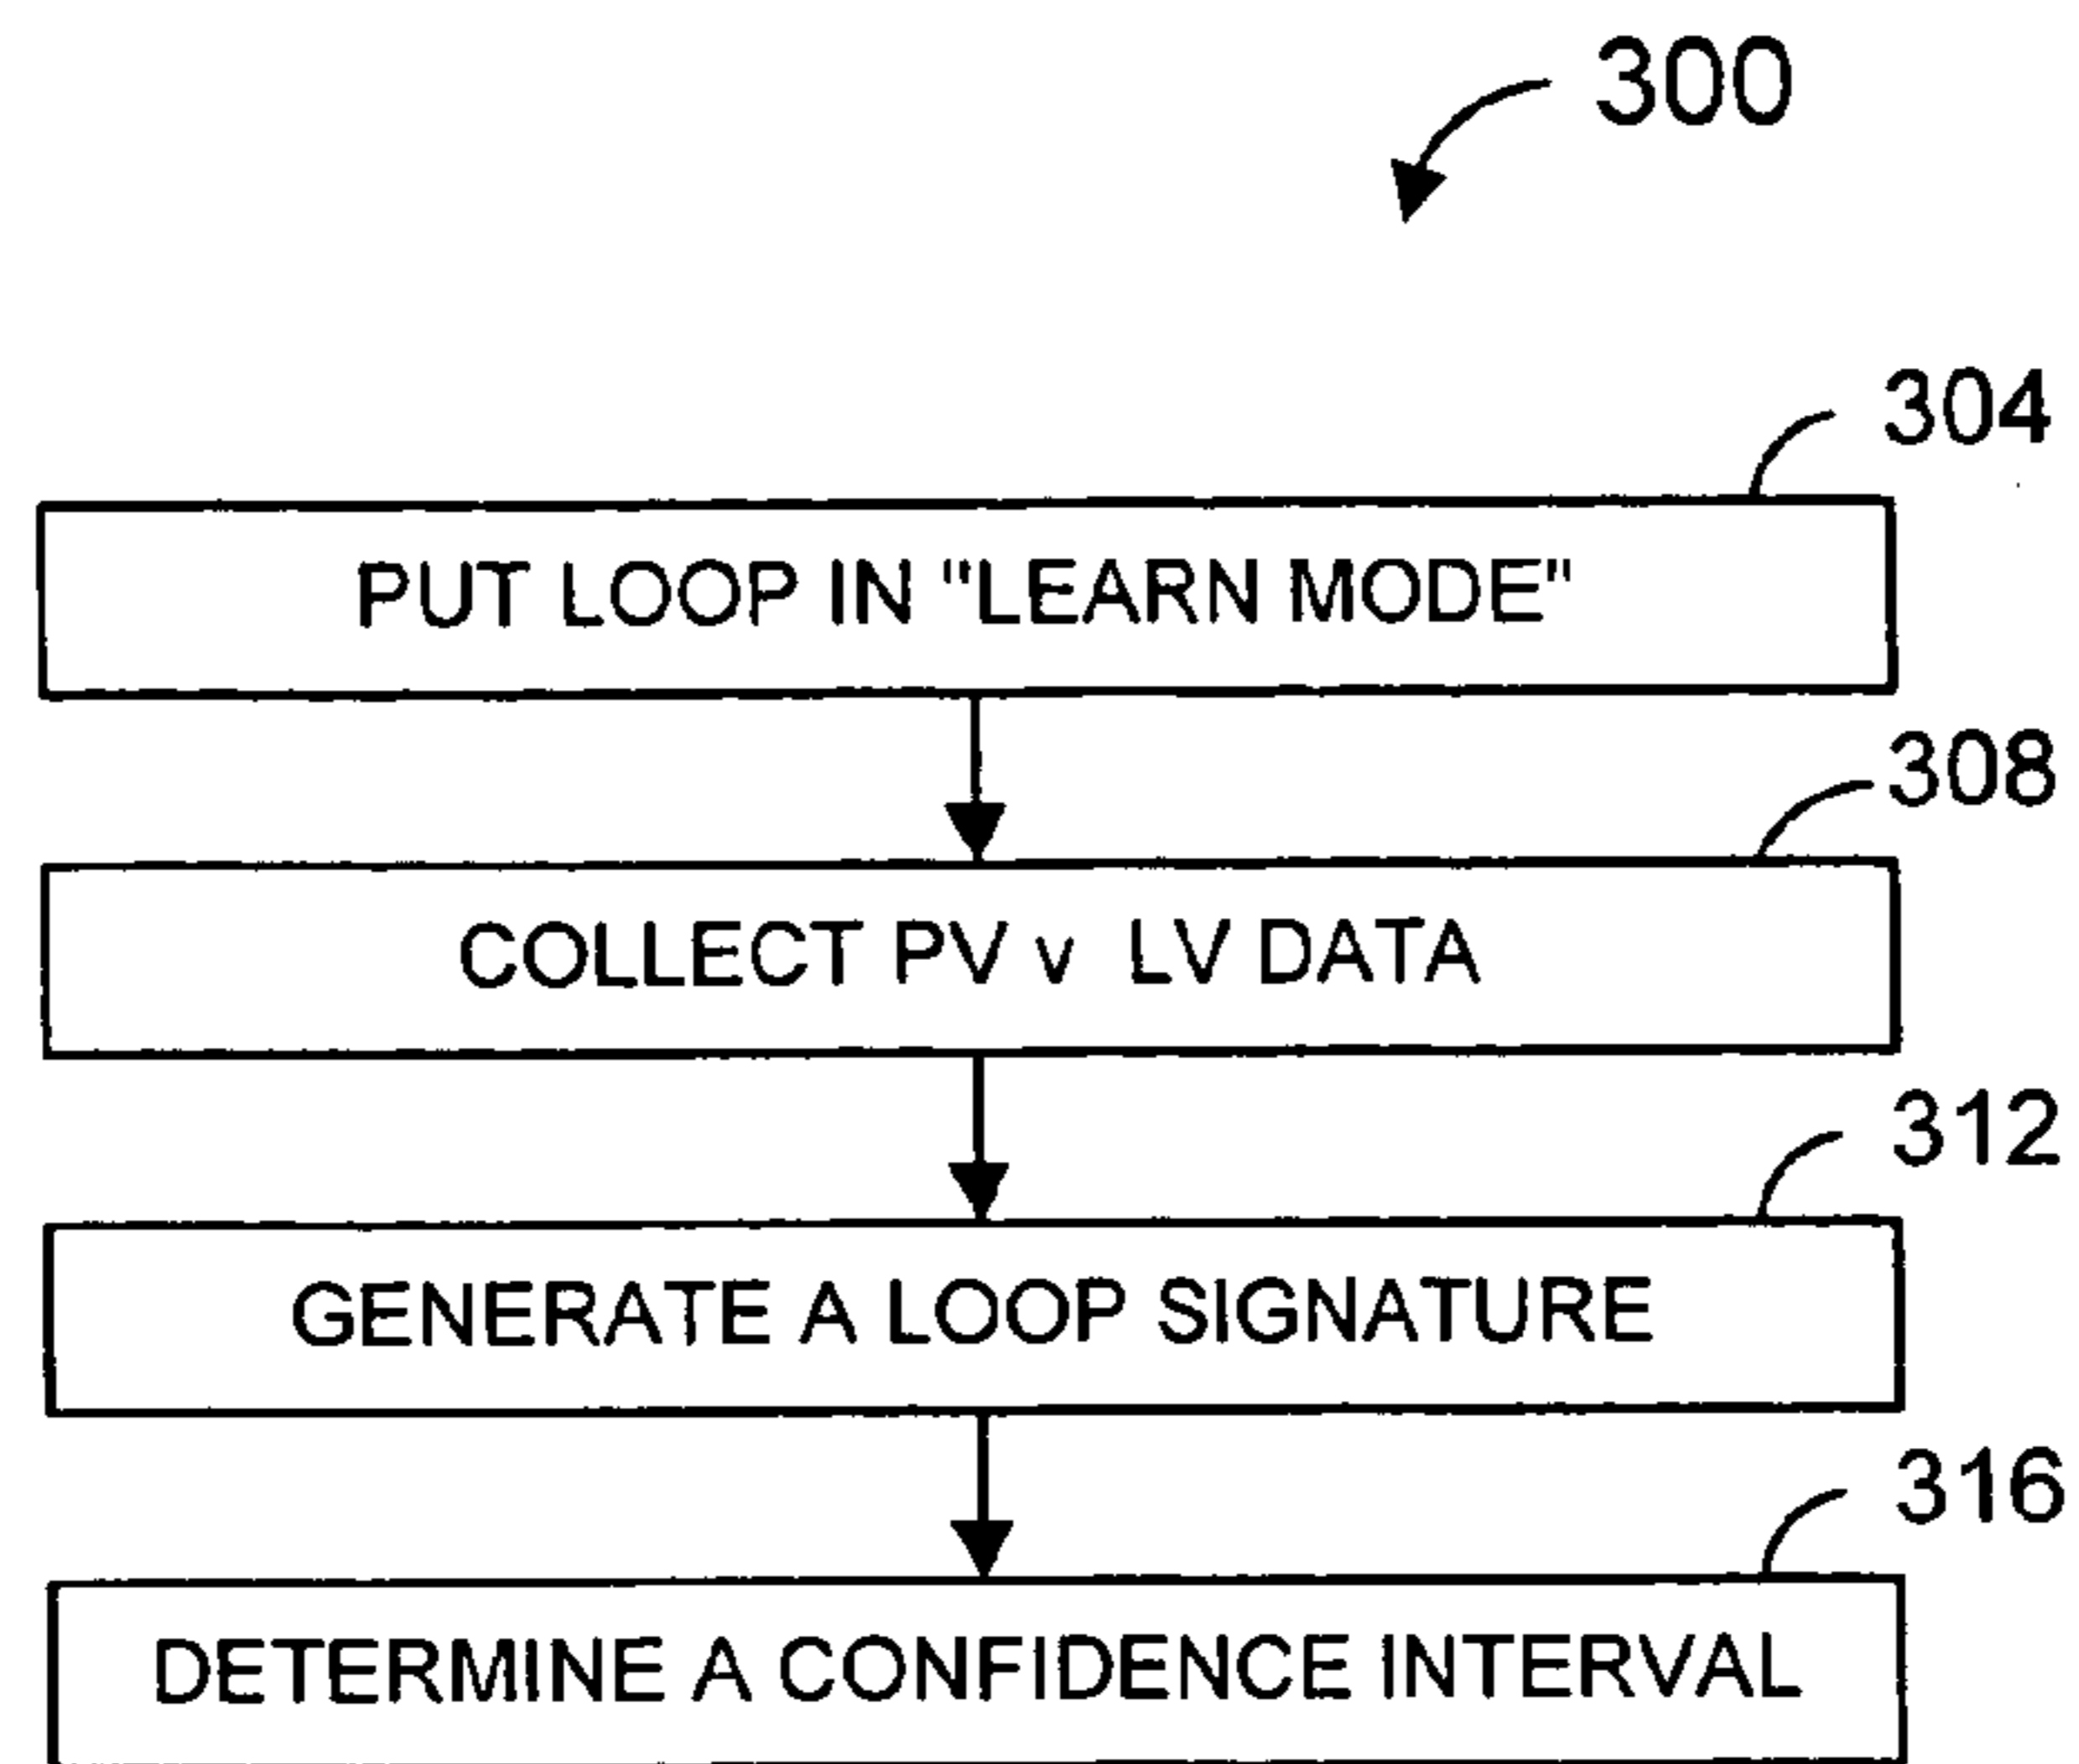 300
304
PUT LOOP IN "LEARN MODE"
308
COLLECT PV v LV DATA
312
GENERATE A LOOP SIGNATURE
316
DETERMINE A CONFIDENCE INTERVAL